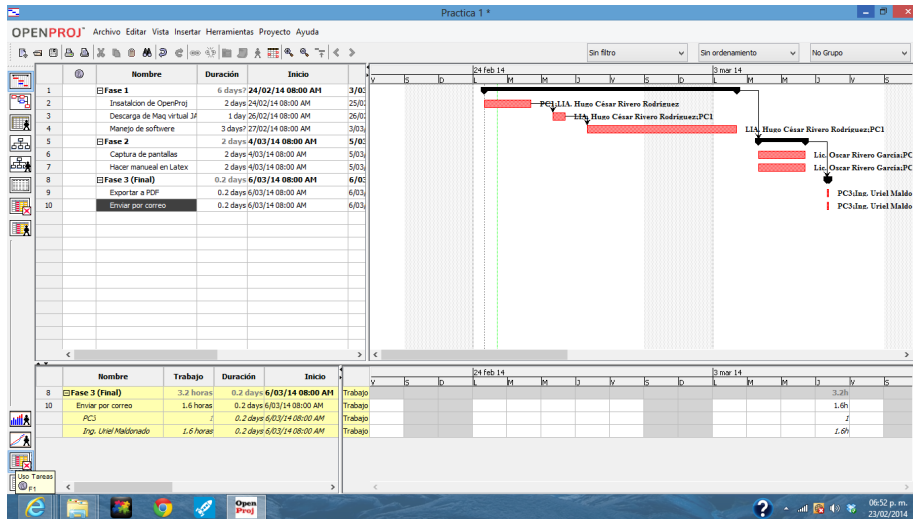 Practica 1 *
OPENPROJ Archivo Editar Vista Insertar Herramientas Proyecto Ayuda
Sin filtro Sin ordenamiento No Grupo
Nombre Duración Inicio
24 feb 14 3 mar 14
V S D L M M J V S D L M M J V S
1 Fase 1 6 days? 24/02/14 08:00 AM 3/03
2 Insatalcion de OpenProj 2 days 24/02/14 08:00 AM 25/0 PC1;LIA. Hugo César Rivero Rodríguez
3 Descarga de Maq virtual JA 1 day 26/02/14 08:00 AM 26/0 LIA. Hugo César Rivero Rodríguez;PC1
4 Manejo de softwere 3 days? 27/02/14 08:00 AM 3/03/ LIA. Hugo César Rivero Rodríguez;PC1
5 Fase 2 2 days 4/03/14 08:00 AM 5/03
6 Captura de pantallas 2 days 4/03/14 08:00 AM 5/03/ Lic. Oscar Rivero García;PC
7 Hacer manueal en Latex 2 days 4/03/14 08:00 AM 5/03/ Lic. Oscar Rivero García;PC
8 Fase 3 (Final) 0.2 days 6/03/14 08:00 AM 6/03
9 Exportar a PDF 0.2 days 6/03/14 08:00 AM 6/03/ PC3;Ing. Uriel Maldo
10 Enviar por correo 0.2 days 6/03/14 08:00 AM 6/03/ PC3;Ing. Uriel Maldo
Nombre Trabajo Duración Inicio
24 feb 14 3 mar 14
V S D L M M J V S D L M M J V S
8 Fase 3 (Final) 3.2 horas 0.2 days 6/03/14 08:00 AM Trabajo 3.2h
10 Enviar por correo 1.6 horas 0.2 days 6/03/14 08:00 AM Trabajo 1.6h
PC3 1 0.2 days 6/03/14 08:00 AM Trabajo 1
Ing. Uriel Maldonado 1.6 horas 0.2 days 6/03/14 08:00 AM Trabajo 1.6h
Uso Tareas
F1
Open Proj
06:52 p. m.
23/02/2014